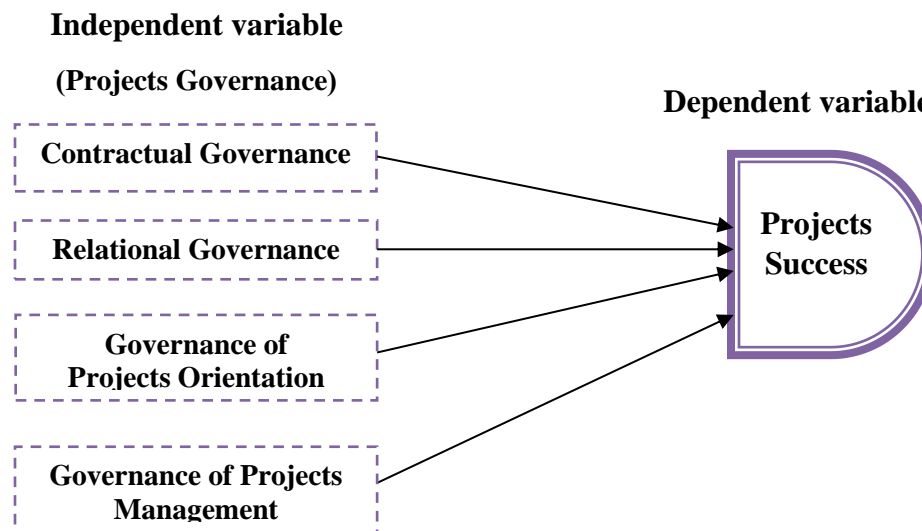 Independent variable
(Projects Governance)
Dependent variable
Contractual Governance
Relational Governance
Governance of
Projects Orientation
Governance of Projects
Management
Projects
Success